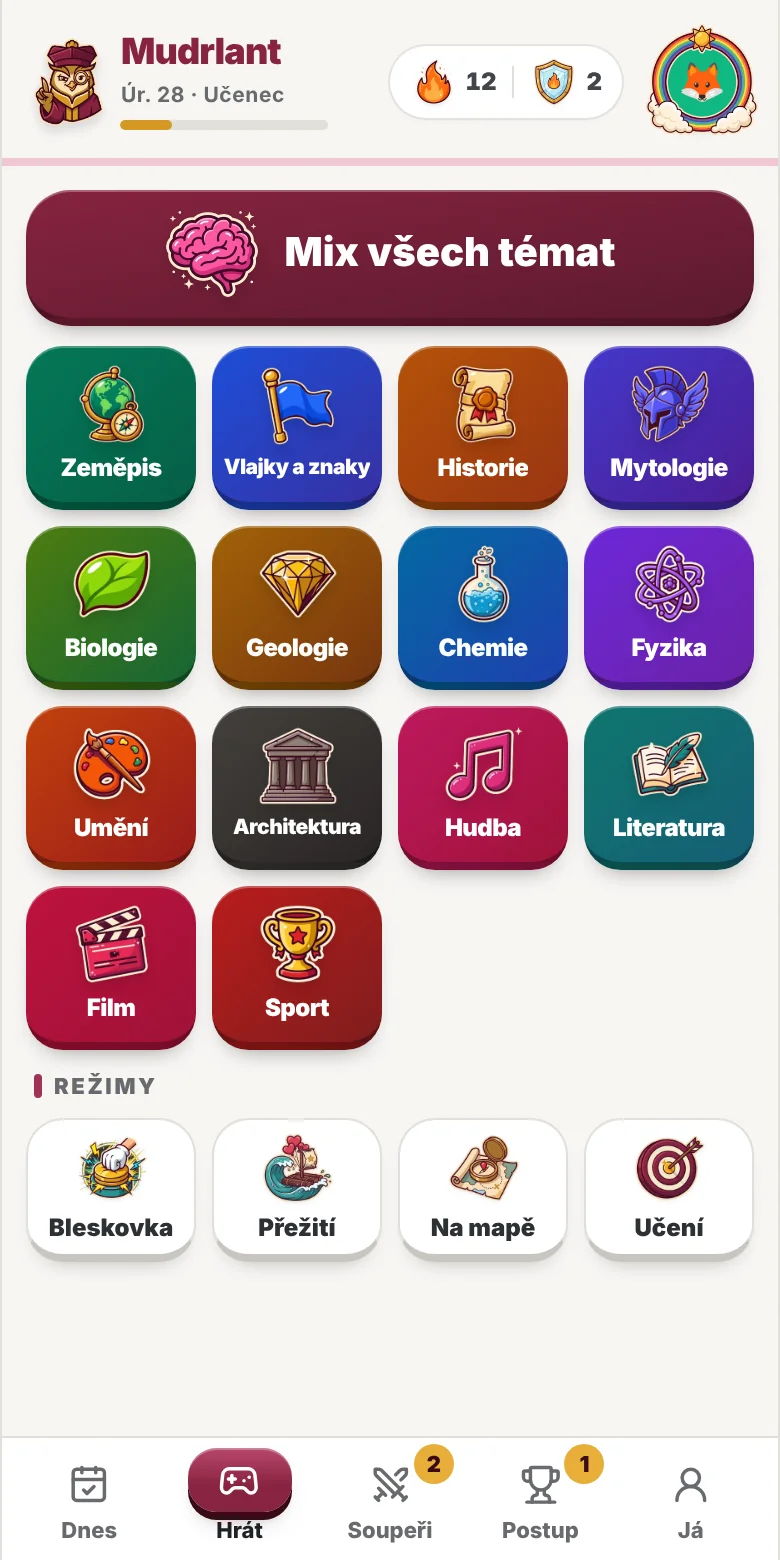 Mudrlant
Úr. 28 · Učenec
12
2
Mix všech témat
Zeměpis
Vlajky a znaky
Historie
Mytologie
Biologie
Geologie
Chemie
Fyzika
Umění
Architektura
Hudba
Literatura
Film
Sport
REŽIMY
Bleskovka
Přežití
Na mapě
Učení
2
1
Dnes
Hrát
Soupeři
Postup
Já